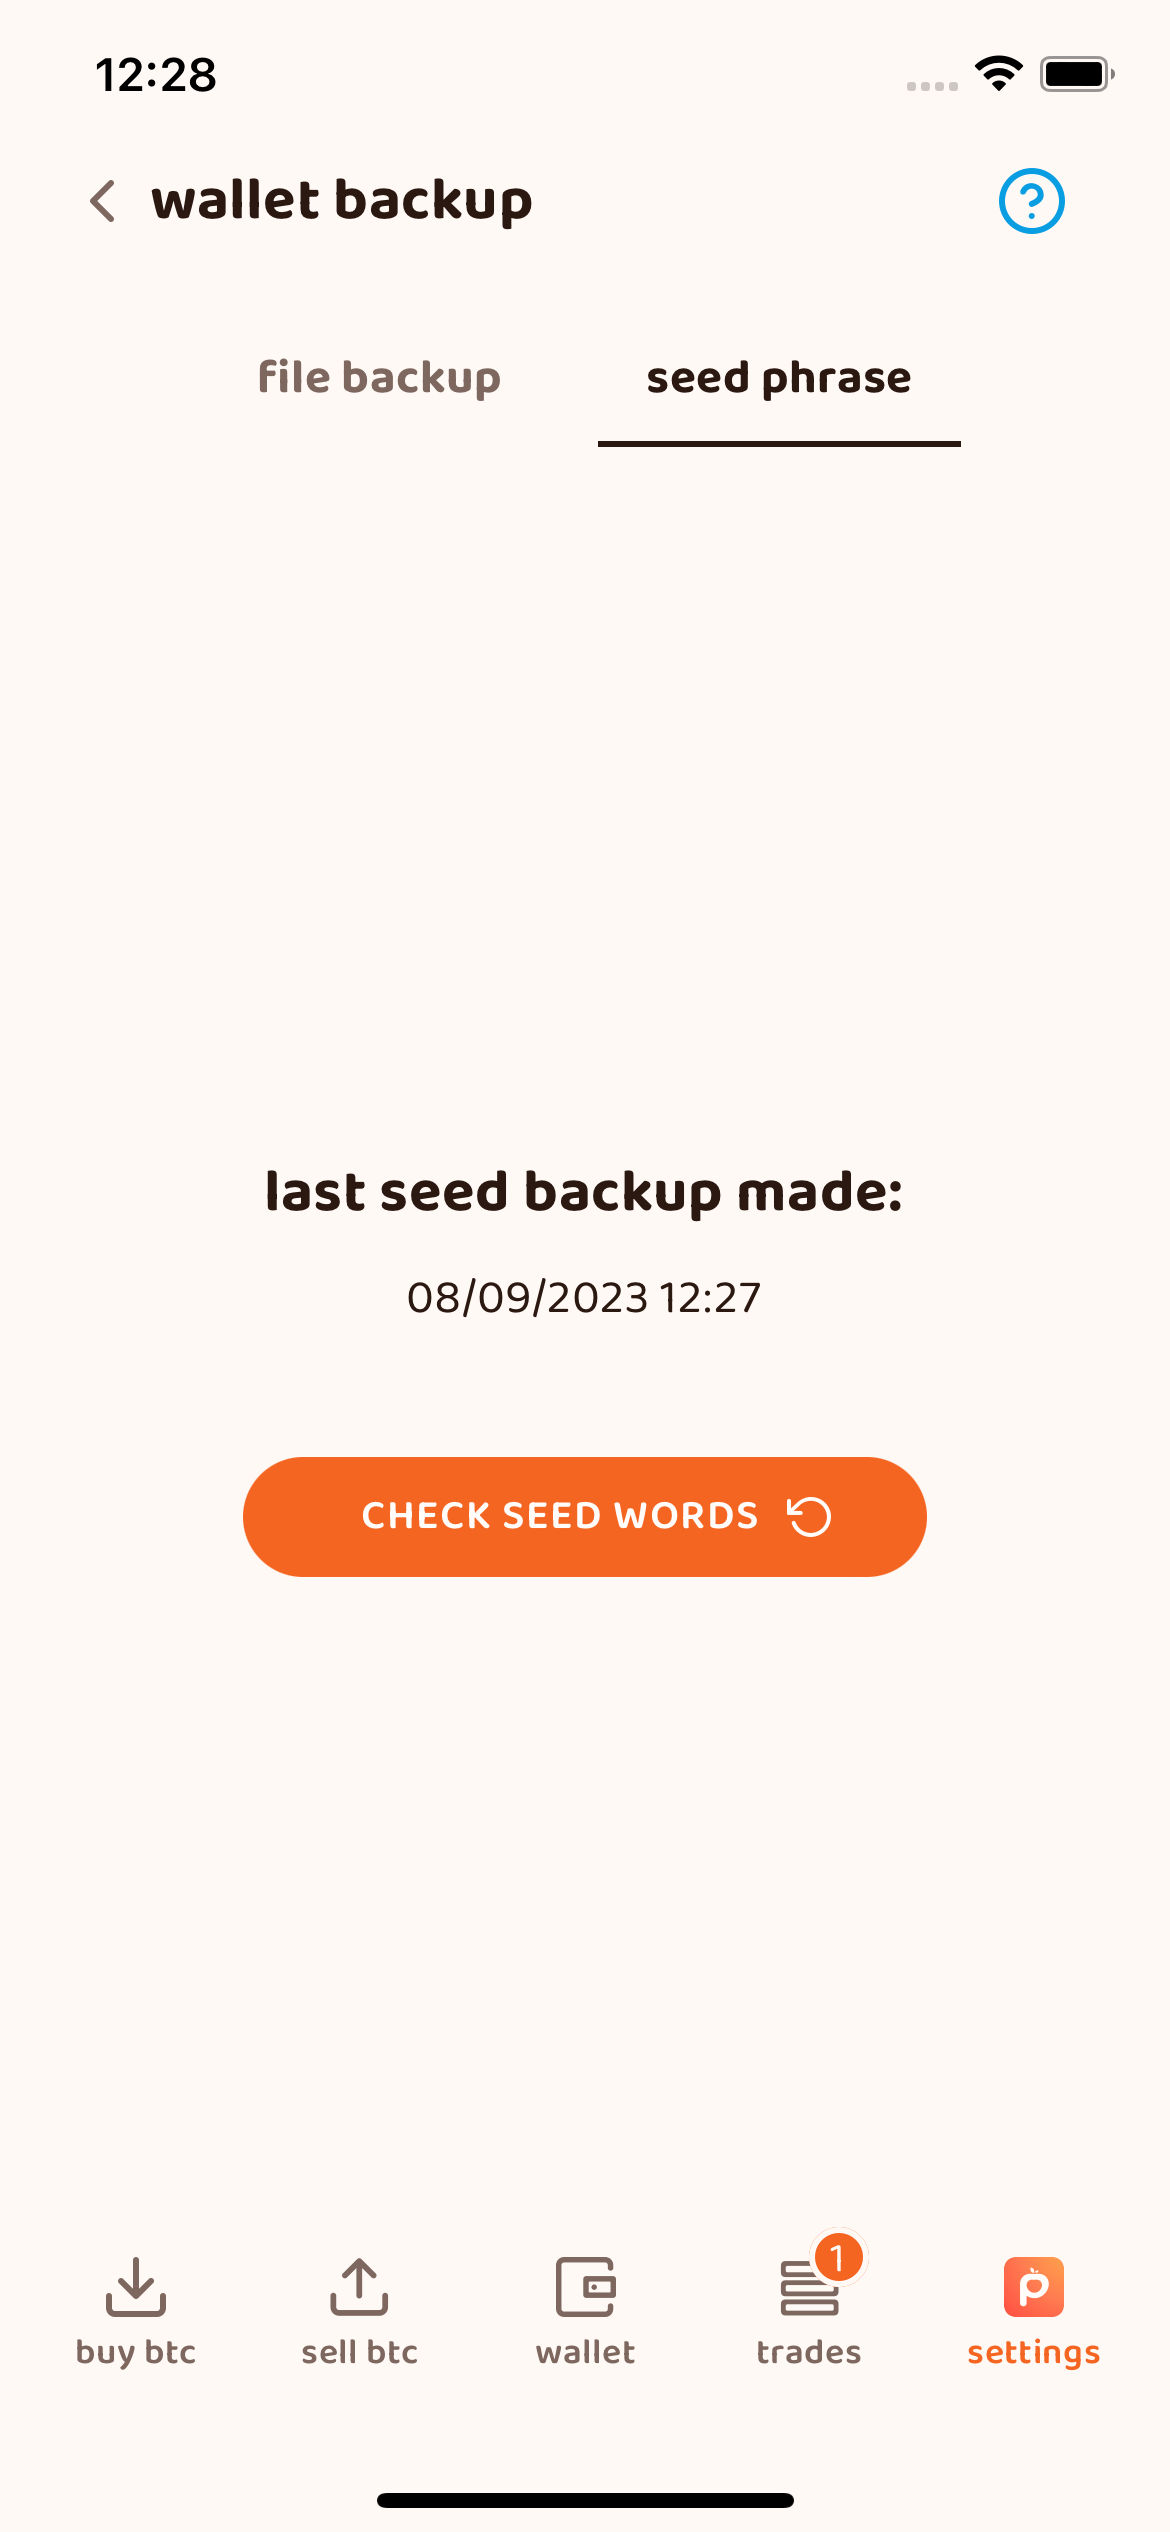 12:28
wallet backup
file backup seed phrase
last seed backup made:
08/09/2023 12:27
CHECK SEED WORDS
1
buy btc sell btc wallet trades settings